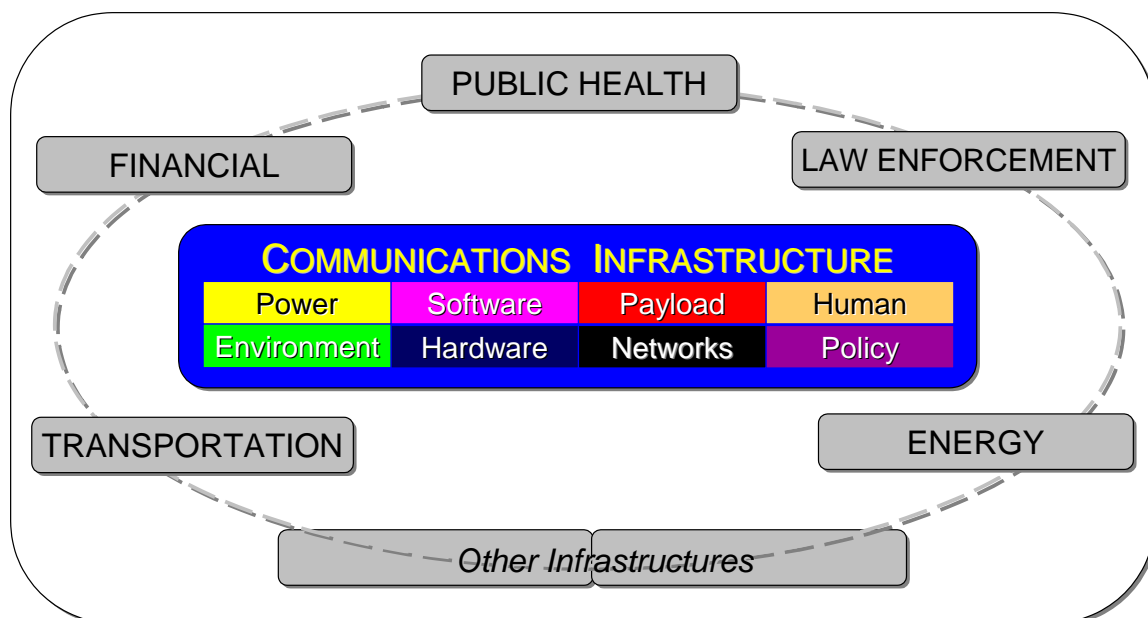 PUBLIC HEALTH
FINANCIAL
LAW ENFORCEMENT
COMMUNICATIONS INFRASTRUCTURE
Power Software Payload Human
Environment Hardware Networks Policy
TRANSPORTATION
ENERGY
Other Infrastructures